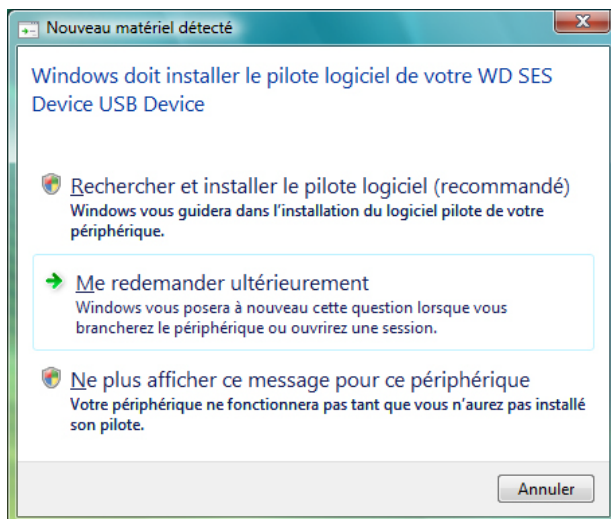 Nouveau matériel détecté
Windows doit installer le pilote logiciel de votre WD SES
Device USB Device
Rechercher et installer le pilote logiciel (recommandé)
Windows vous guidera dans l'installation du logiciel pilote de votre
périphérique.
Me redemander ultérieurement
Windows vous posera à nouveau cette question lorsque vous
brancherez le périphérique ou ouvrirez une session.
Ne plus afficher ce message pour ce périphérique
Votre périphérique ne fonctionnera pas tant que vous n'aurez pas installé
son pilote.
Annuler